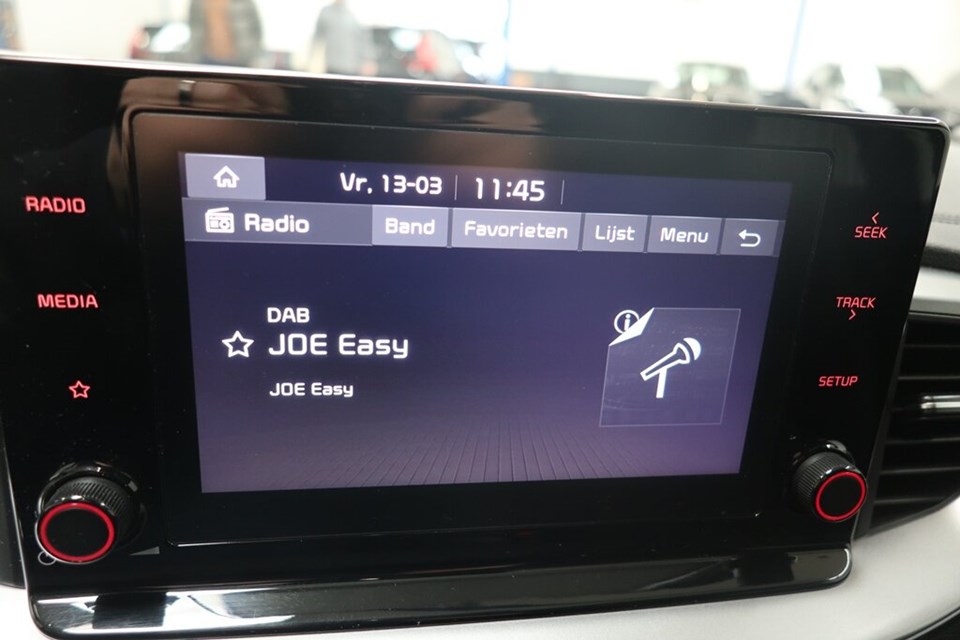 Vr, 13-03 11:45
Radio Band Favorieten Lijst Menu
DAB
JOE Easy
JOE Easy
RADIO
MEDIA
SEEK
TRACK
SETUP